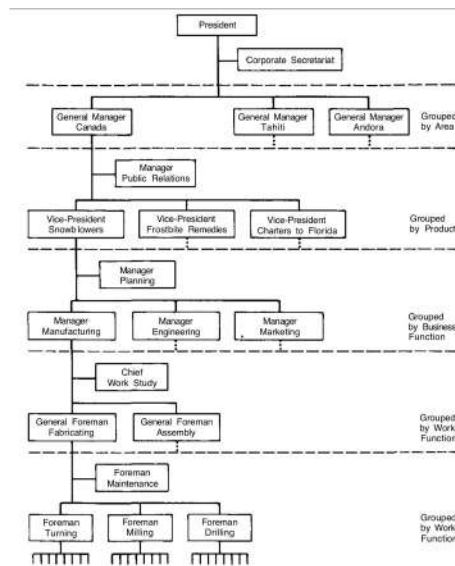 President
Corporate Secretariat
General Manager
Canada
General Manager
Tahiti
General Manager
Andora
Grouped
by Area
Manager
Public Relations
Vice-President
Snowblowers
Vice-President
Frostbite Remedies
Vice-President
Charters to Florida
Grouped
by Product
Manager
Planning
Manager
Manufacturing
Manager
Engineering
Manager
Marketing
Grouped
by Business
Function
Chief
Work Study
General Foreman
Fabricating
General Foreman
Assembly
Grouped
by Work
Function
Foreman
Maintenance
Foreman
Turning
Foreman
Milling
Foreman
Drilling
Grouped
by Work
Function